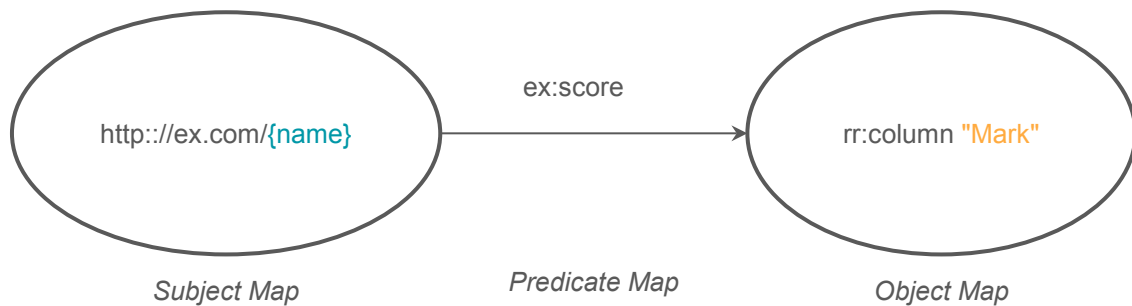 ex:score
http:://ex.com/{name}
rr:column "Mark"
Subject Map
Predicate Map
Object Map